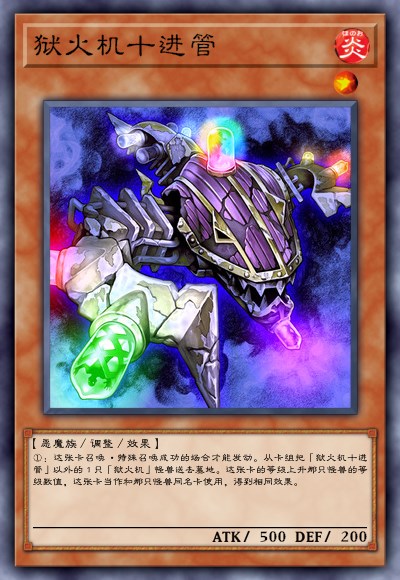 狱火机十进管
ほのお
炎
【恶魔族／调整／效果】
①：这张卡召唤·特殊召唤成功的场合才能发动。从卡组把「狱火机十进
管」以外的1只「狱火机」怪兽送去墓地。这张卡的等级上升那只怪兽的等
级数值，这张卡当作和那只怪兽同名卡使用，得到相同效果。
ATK/ 500 DEF/ 200